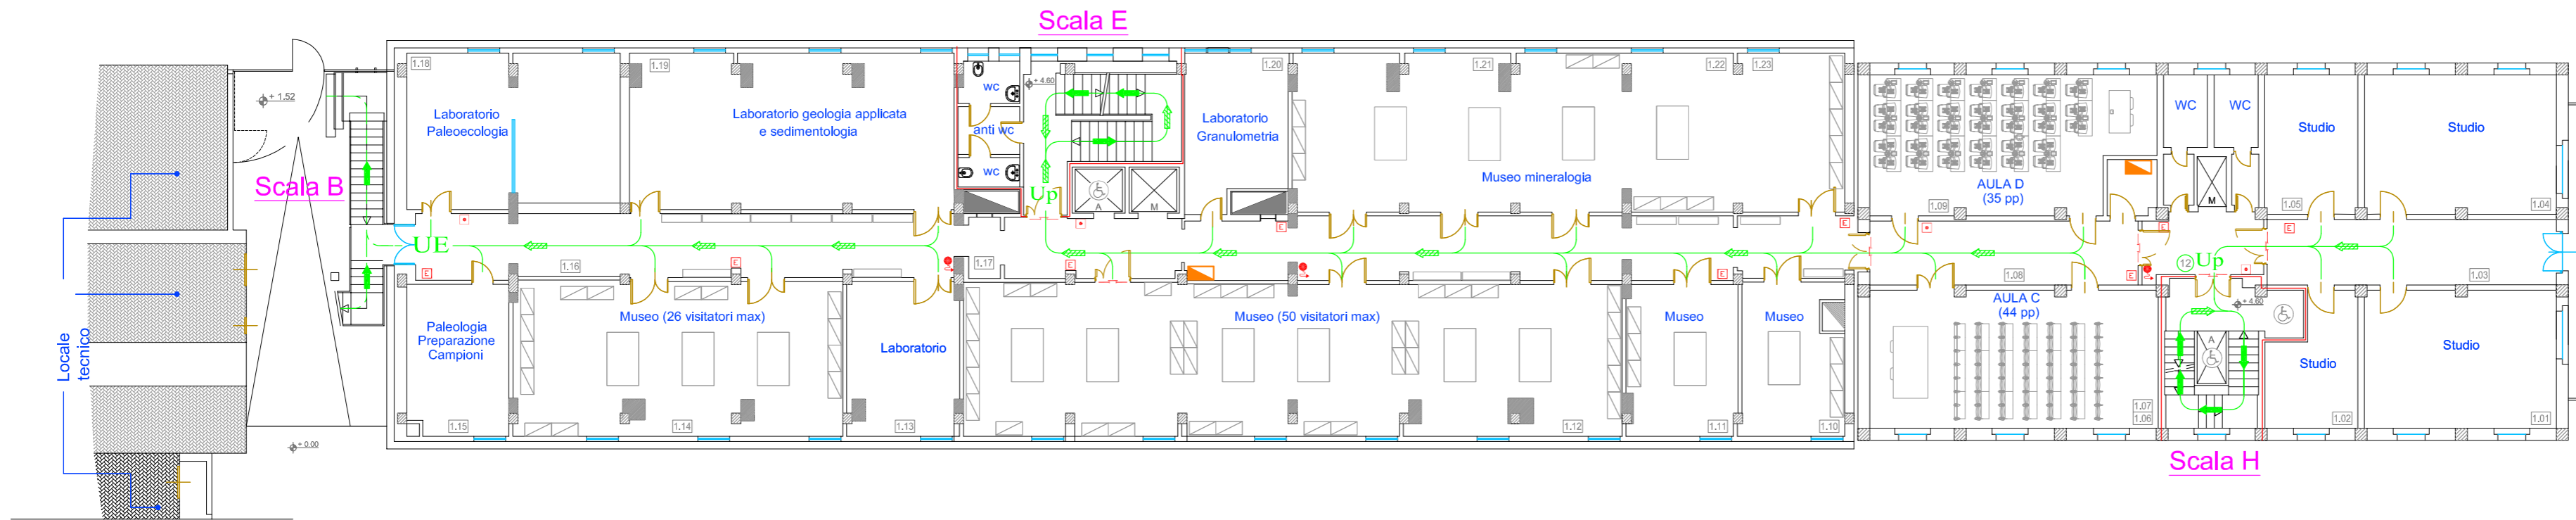 Scala E
1.18
1.19
1.20
1.21
1.22
1.23
+ 1.52
+ 4.60
wc
Laboratorio
Paleoecologia
Laboratorio geologia applicata
e sedimentologia
anti wc
wc
Laboratorio
Granulometria
WC
WC
Studio
Studio
Scala B
Museo mineralogia
AULA D
(35 pp)
Up
A
M
M
1.09
1.05
1.04
UE
E
E
E
1.16
E
1.17
E
E
E
E
E
12
Up
1.08
1.03
Locale
tecnico
Paleologia
Preparazione
Campioni
Museo (26 visitatori max)
Laboratorio
Museo (50 visitatori max)
Museo
Museo
AULA C
(44 pp)
+ 4.60
A
Studio
Studio
1.15
1.14
1.13
1.12
1.11
1.10
1.07
1.06
1.02
1.01
+ 0.00
Scala H